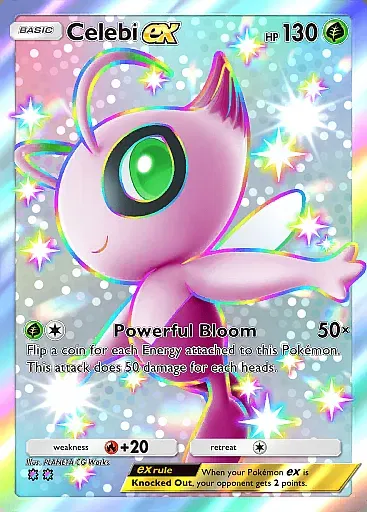 BASIC Celebi ex HP 130
Powerful Bloom 50×
Flip a coin for each Energy attached to this Pokémon.
This attack does 50 damage for each heads.
weakness +20 retreat
Illus. PLANETA CG Works
ex rule When your Pokémon ex is
Knocked Out, your opponent gets 2 points.